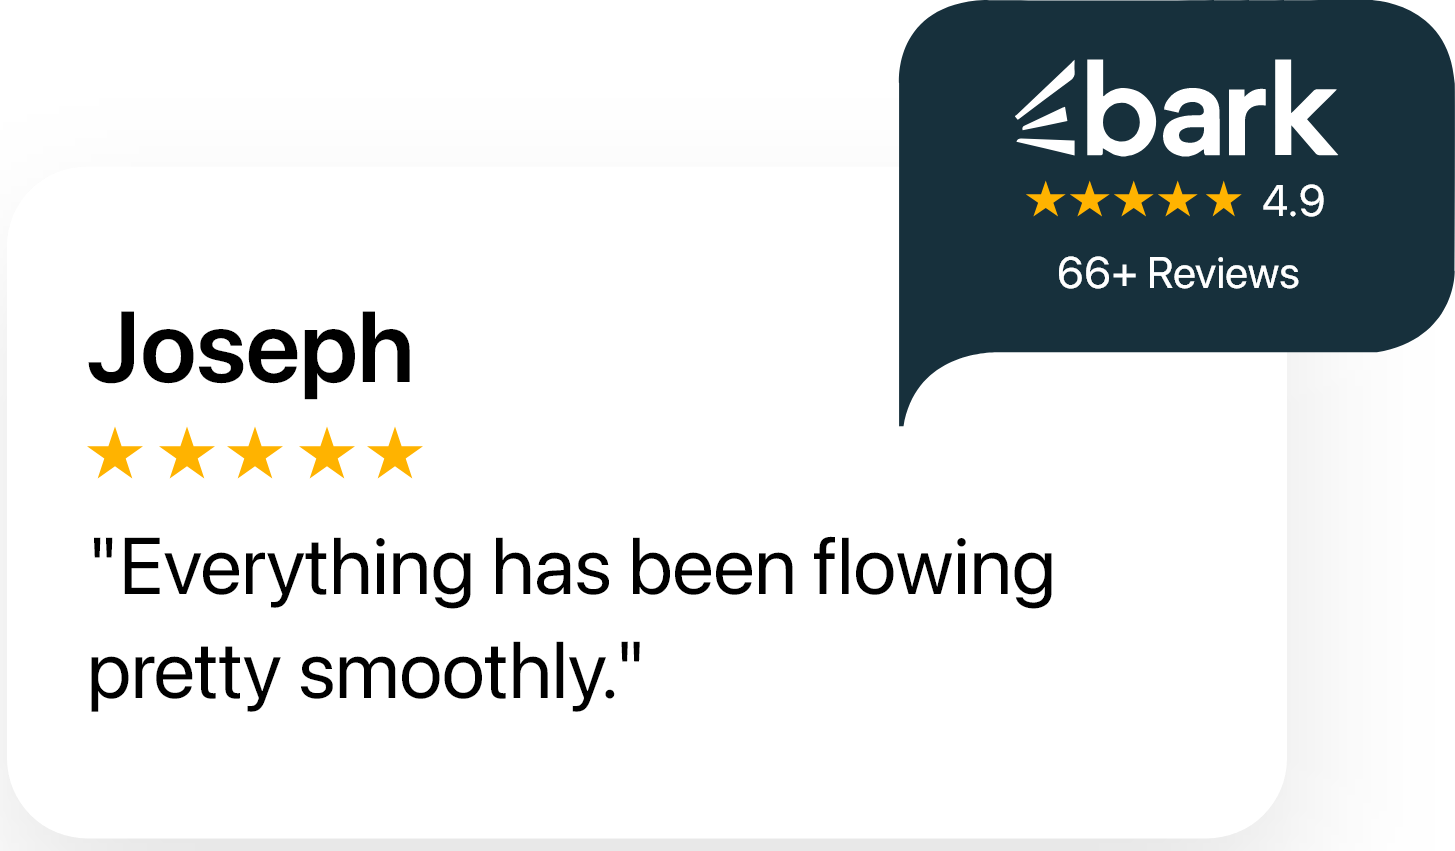 bark
4.9
66+ Reviews
Joseph
"Everything has been flowing
pretty smoothly."